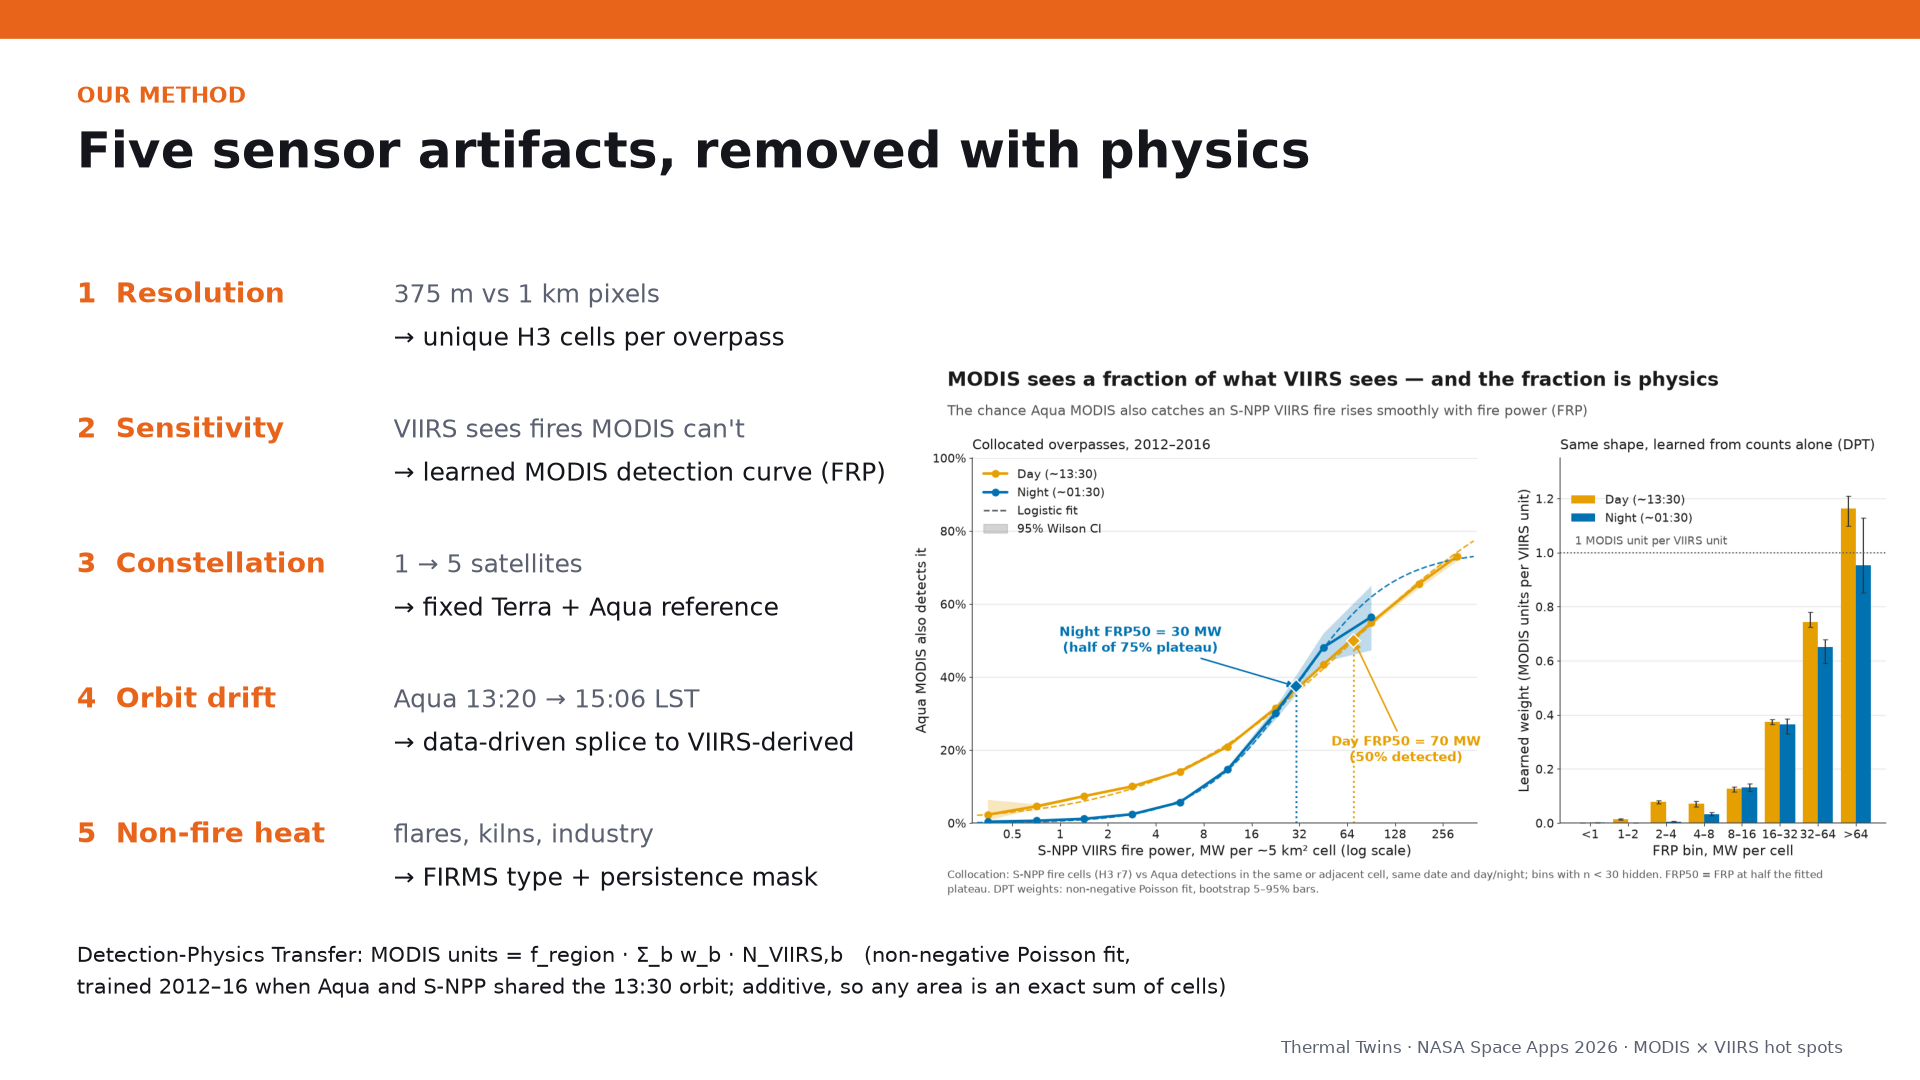 OUR METHOD
Five sensor artifacts, removed with physics
1 Resolution
375 m vs 1 km pixels
→ unique H3 cells per overpass
2 Sensitivity
VIIRS sees fires MODIS can't
→ learned MODIS detection curve (FRP)
3 Constellation
1 → 5 satellites
→ fixed Terra + Aqua reference
4 Orbit drift
Aqua 13:20 → 15:06 LST
→ data-driven splice to VIIRS-derived
5 Non-fire heat
flares, kilns, industry
→ FIRMS type + persistence mask
MODIS sees a fraction of what VIIRS sees — and the fraction is physics
The chance Aqua MODIS also catches an S-NPP VIIRS fire rises smoothly with fire power (FRP)
Collocated overpasses, 2012–2016
100%
80%
60%
40%
20%
0%
Aqua MODIS also detects it
Day (~13:30)
Night (~01:30)
Logistic fit
95% Wilson CI
Night FRP50 = 30 MW
(half of 75% plateau)
Day FRP50 = 70 MW
(50% detected)
0.5 1 2 4 8 16 32 64 128 256
S-NPP VIIRS fire power, MW per ~5 km² cell (log scale)
Same shape, learned from counts alone (DPT)
Learned weight (MODIS units per VIIRS unit)
1.2
1.0
0.8
0.6
0.4
0.2
0.0
Day (~13:30)
Night (~01:30)
1 MODIS unit per VIIRS unit
<1 1–2 2–4 4–8 8–16 16–32 32–64 >64
FRP bin, MW per cell
Collocation: S-NPP fire cells (H3 r7) vs Aqua detections in the same or adjacent cell, same date and day/night; bins with n < 30 hidden. FRP50 = FRP at half the fitted
plateau. DPT weights: non-negative Poisson fit, bootstrap 5–95% bars.
Detection-Physics Transfer: MODIS units = f_region · Σ_b w_b · N_VIIRS,b (non-negative Poisson fit,
trained 2012–16 when Aqua and S-NPP shared the 13:30 orbit; additive, so any area is an exact sum of cells)
Thermal Twins · NASA Space Apps 2026 · MODIS × VIIRS hot spots